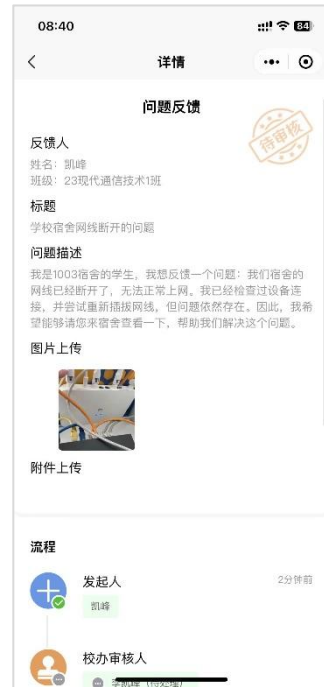 08:40
84
详情
问题反馈
待审核
反馈人
姓名：凯峰
班级：23现代通信技术1班
标题
学校宿舍网线断开的问题
问题描述
我是1003宿舍的学生，我想反馈一个问题：我们宿舍的
网线已经断开了，无法正常上网。我已经检查过设备连
接，并尝试重新插拔网线，但问题依然存在。因此，我希
望能够请您来宿舍查看一下，帮助我们解决这个问题。
图片上传
附件上传
流程
发起人
2分钟前
凯峰
校办审核人
李凯峰（待处理）